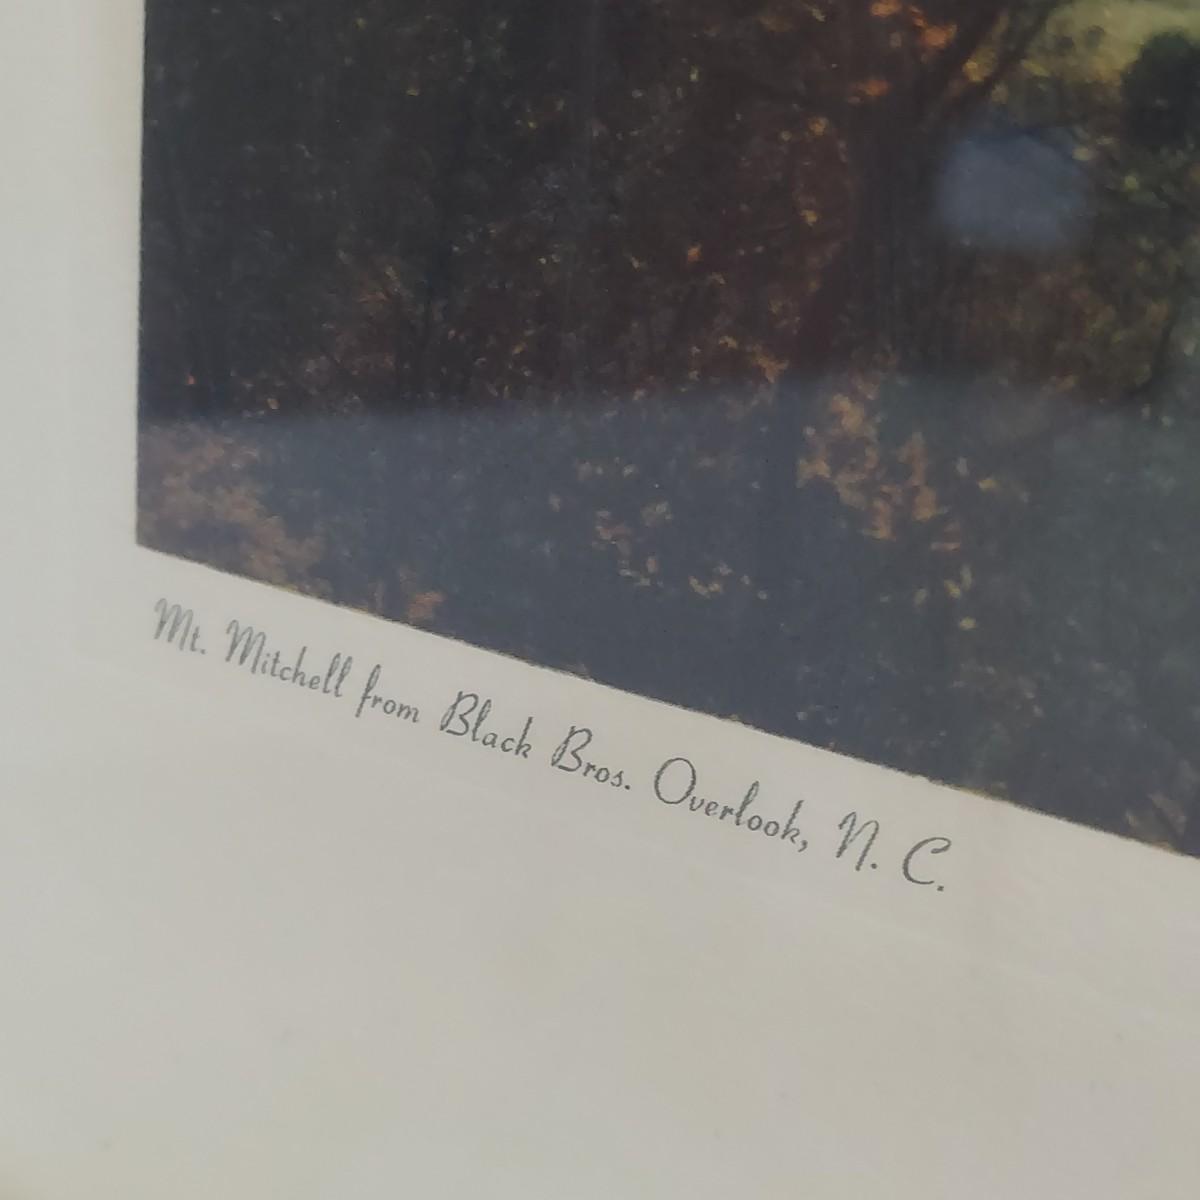 Mt. Mitchell from Black Bros. Overlook, N. C.